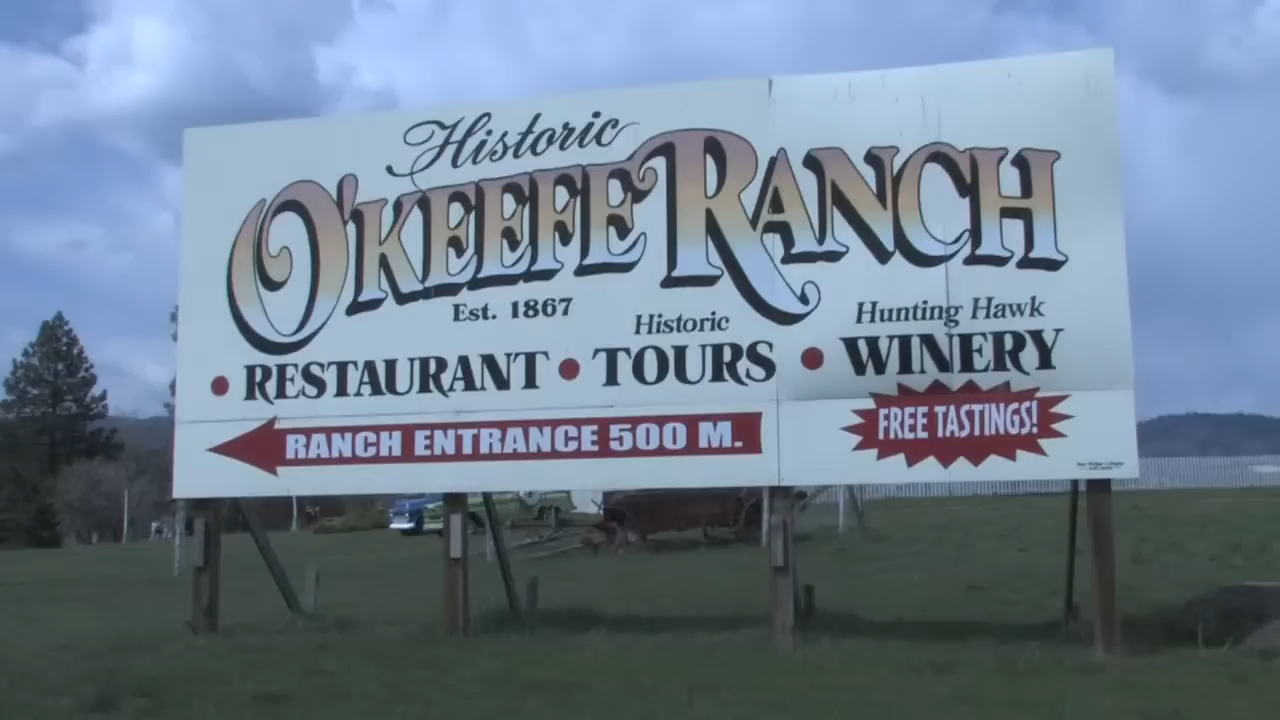 Historic
O'KEEFE RANCH
Est. 1867
• RESTAURANT • Historic TOURS • Hunting Hawk WINERY
RANCH ENTRANCE 500 M.
FREE TASTINGS!